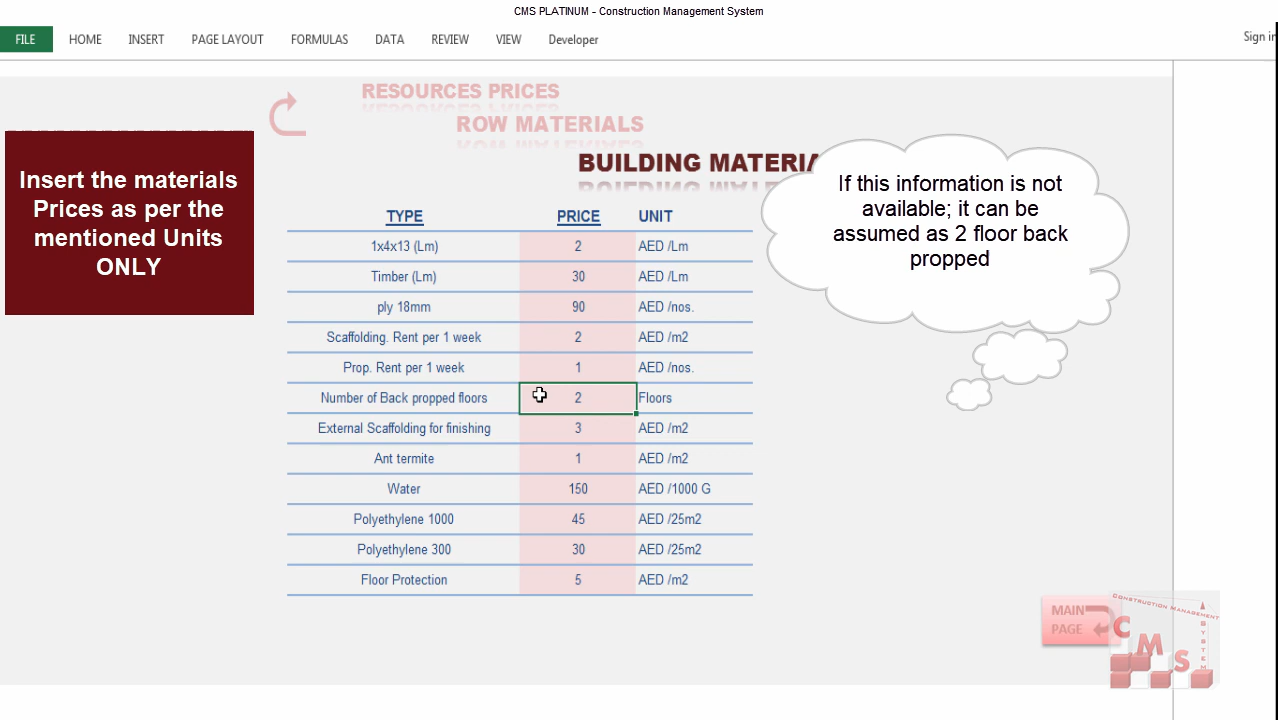 CMS PLATINUM - Construction Management System
FILE HOME INSERT PAGE LAYOUT FORMULAS DATA REVIEW VIEW Developer Sign in
RESOURCES PRICES
ROW MATERIALS
BUILDING MATERIA
Insert the materials
Prices as per the
mentioned Units
ONLY
If this information is not
available; it can be
assumed as 2 floor back
propped
TYPE PRICE UNIT
1x4x13 (Lm) 2 AED /Lm
Timber (Lm) 30 AED /Lm
ply 18mm 90 AED /nos.
Scaffolding. Rent per 1 week 2 AED /m2
Prop. Rent per 1 week 1 AED /nos.
Number of Back propped floors 2 Floors
External Scaffolding for finishing 3 AED /m2
Ant termite 1 AED /m2
Water 150 AED /1000 G
Polyethylene 1000 45 AED /25m2
Polyethylene 300 30 AED /25m2
Floor Protection 5 AED /m2
MAIN
PAGE
CONSTRUCTION MANAGEMENT
SYSTEM
CMS